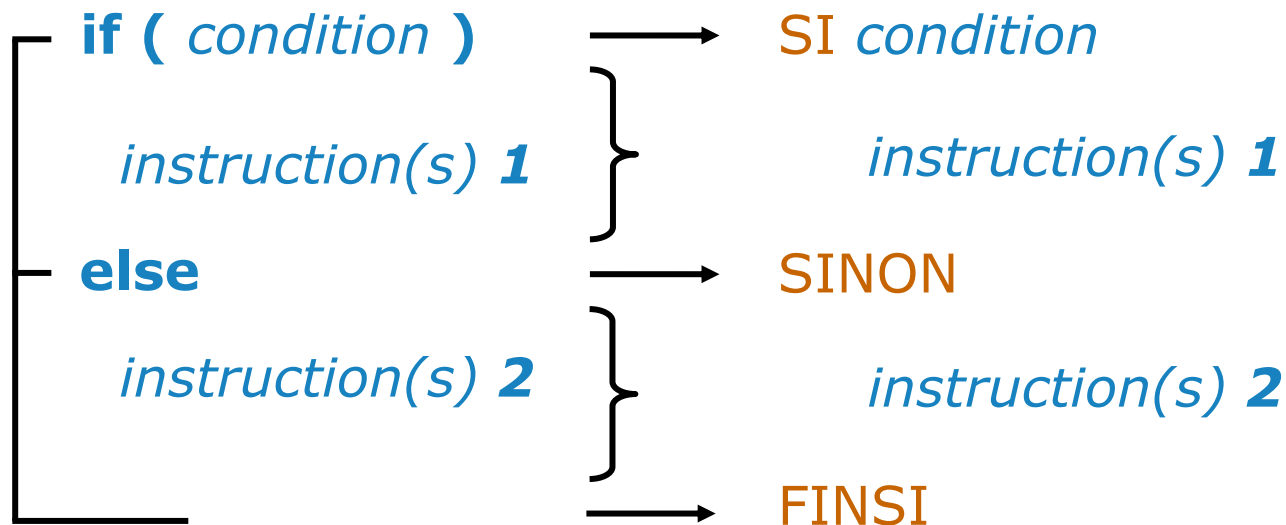 if ( condition ) SI condition
instruction(s) 1 instruction(s) 1
else SINON
instruction(s) 2 instruction(s) 2
FINSI